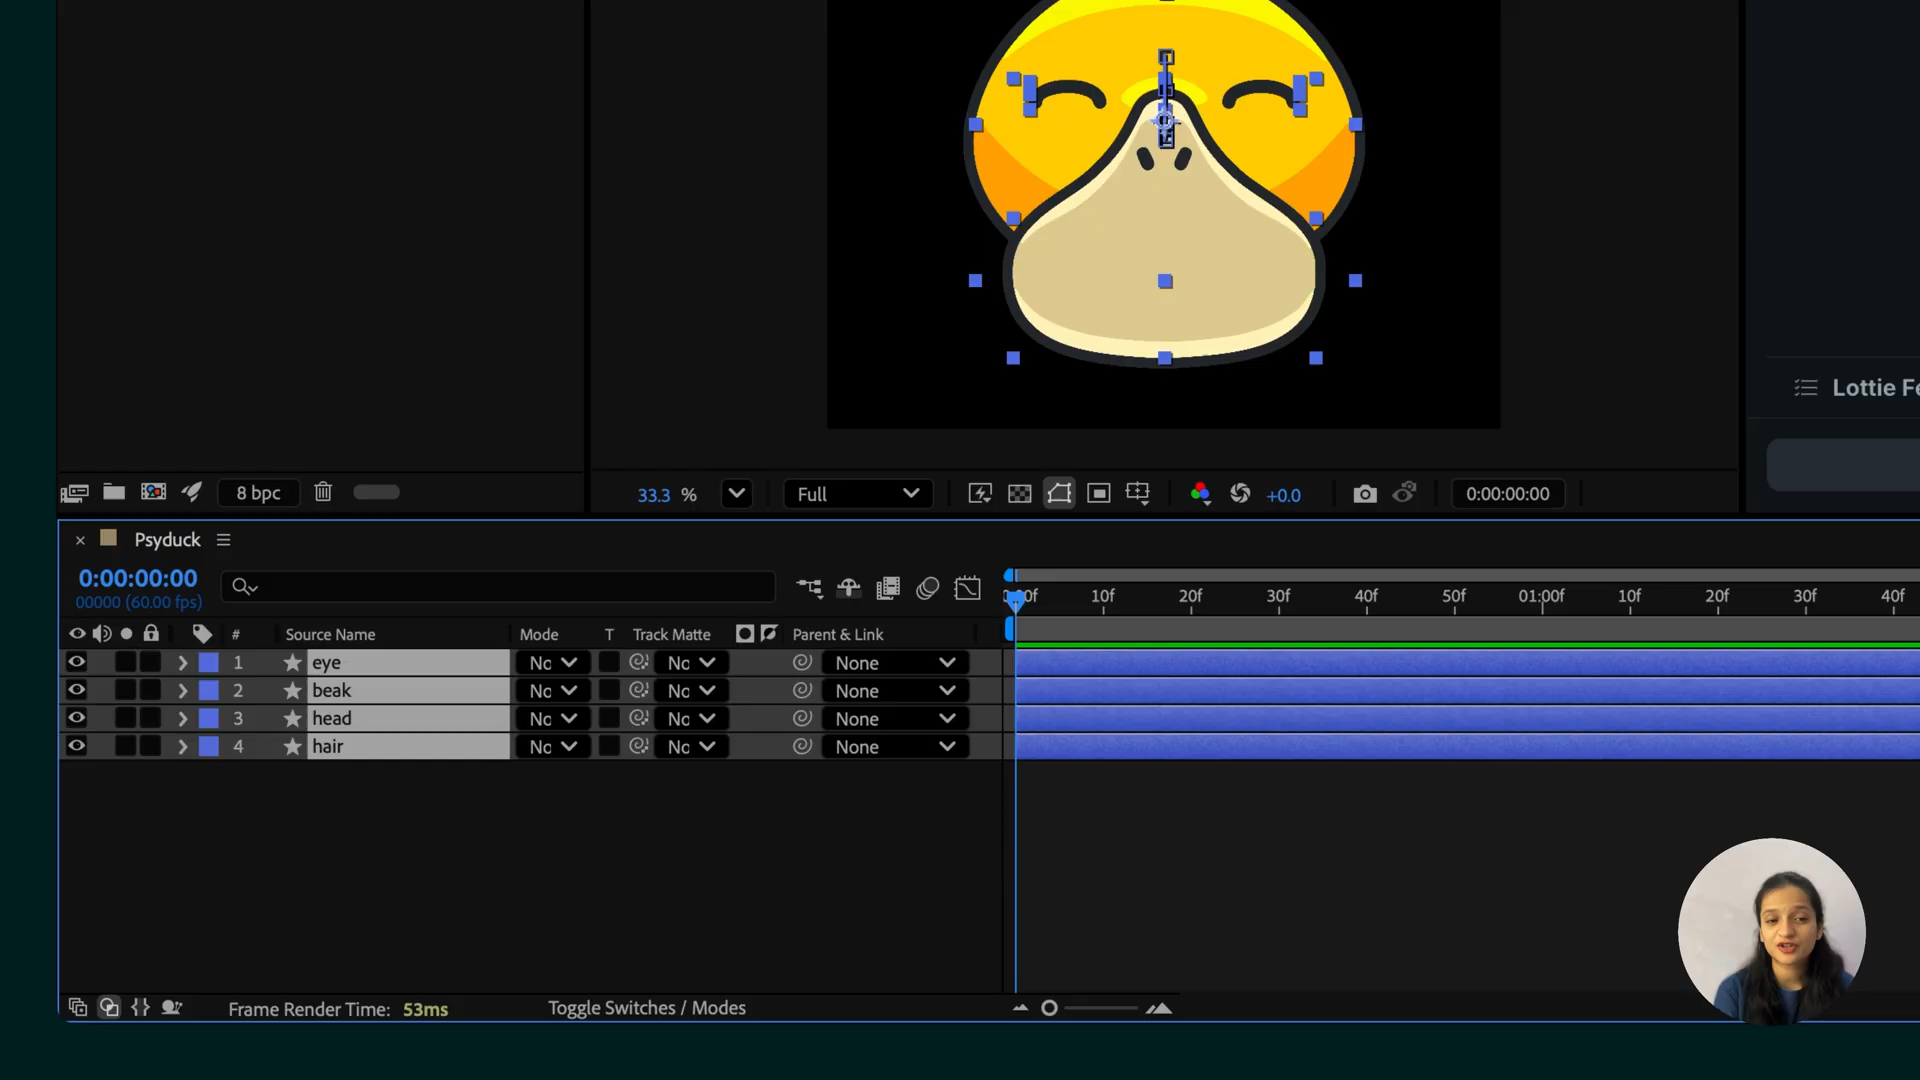 Lottie Fe
8 bpc
33.3 %
Full
+0.0
0:00:00:00
Psyduck
0:00:00:00
00000 (60.00 fps)
10f 20f 30f 40f 50f 01:00f 10f 20f 30f 40f
# Source Name Mode T Track Matte Parent & Link
1 eye No No None
2 beak No No None
3 head No No None
4 hair No No None
Frame Render Time: 53ms
Toggle Switches / Modes